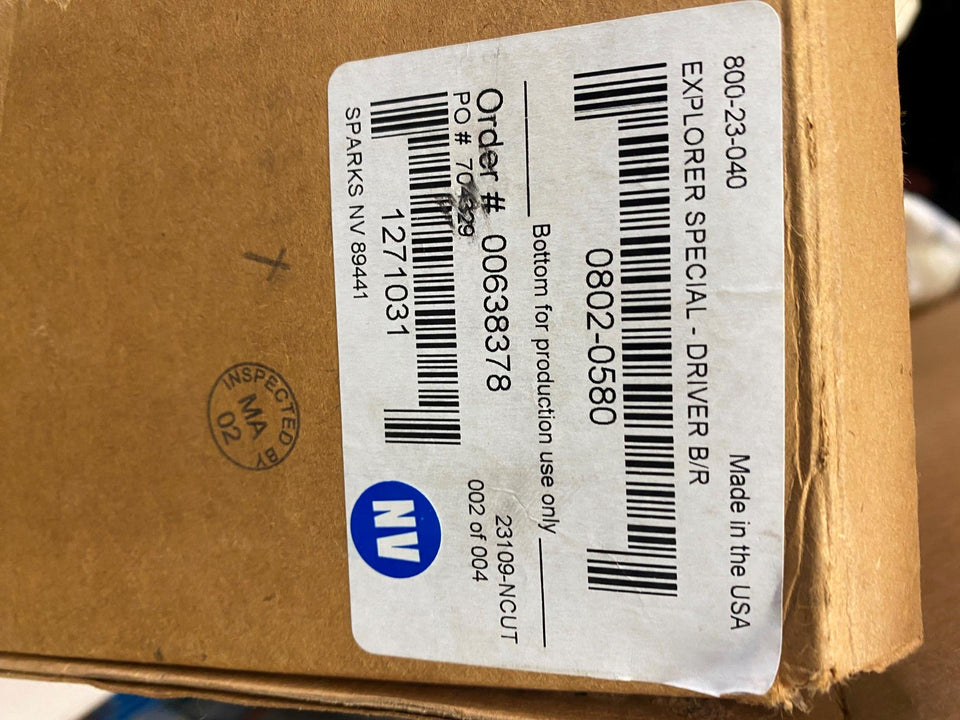 800-23-040 Made in the USA
EXPLORER SPECIAL - DRIVER B/R
0802-0580
Bottom for production use only
Order # 00638378 23109-NCUT
PO # 704329 002 of 004
1271031
SPARKS NV 89441
NV
X
INSPECTED BY
MA
02